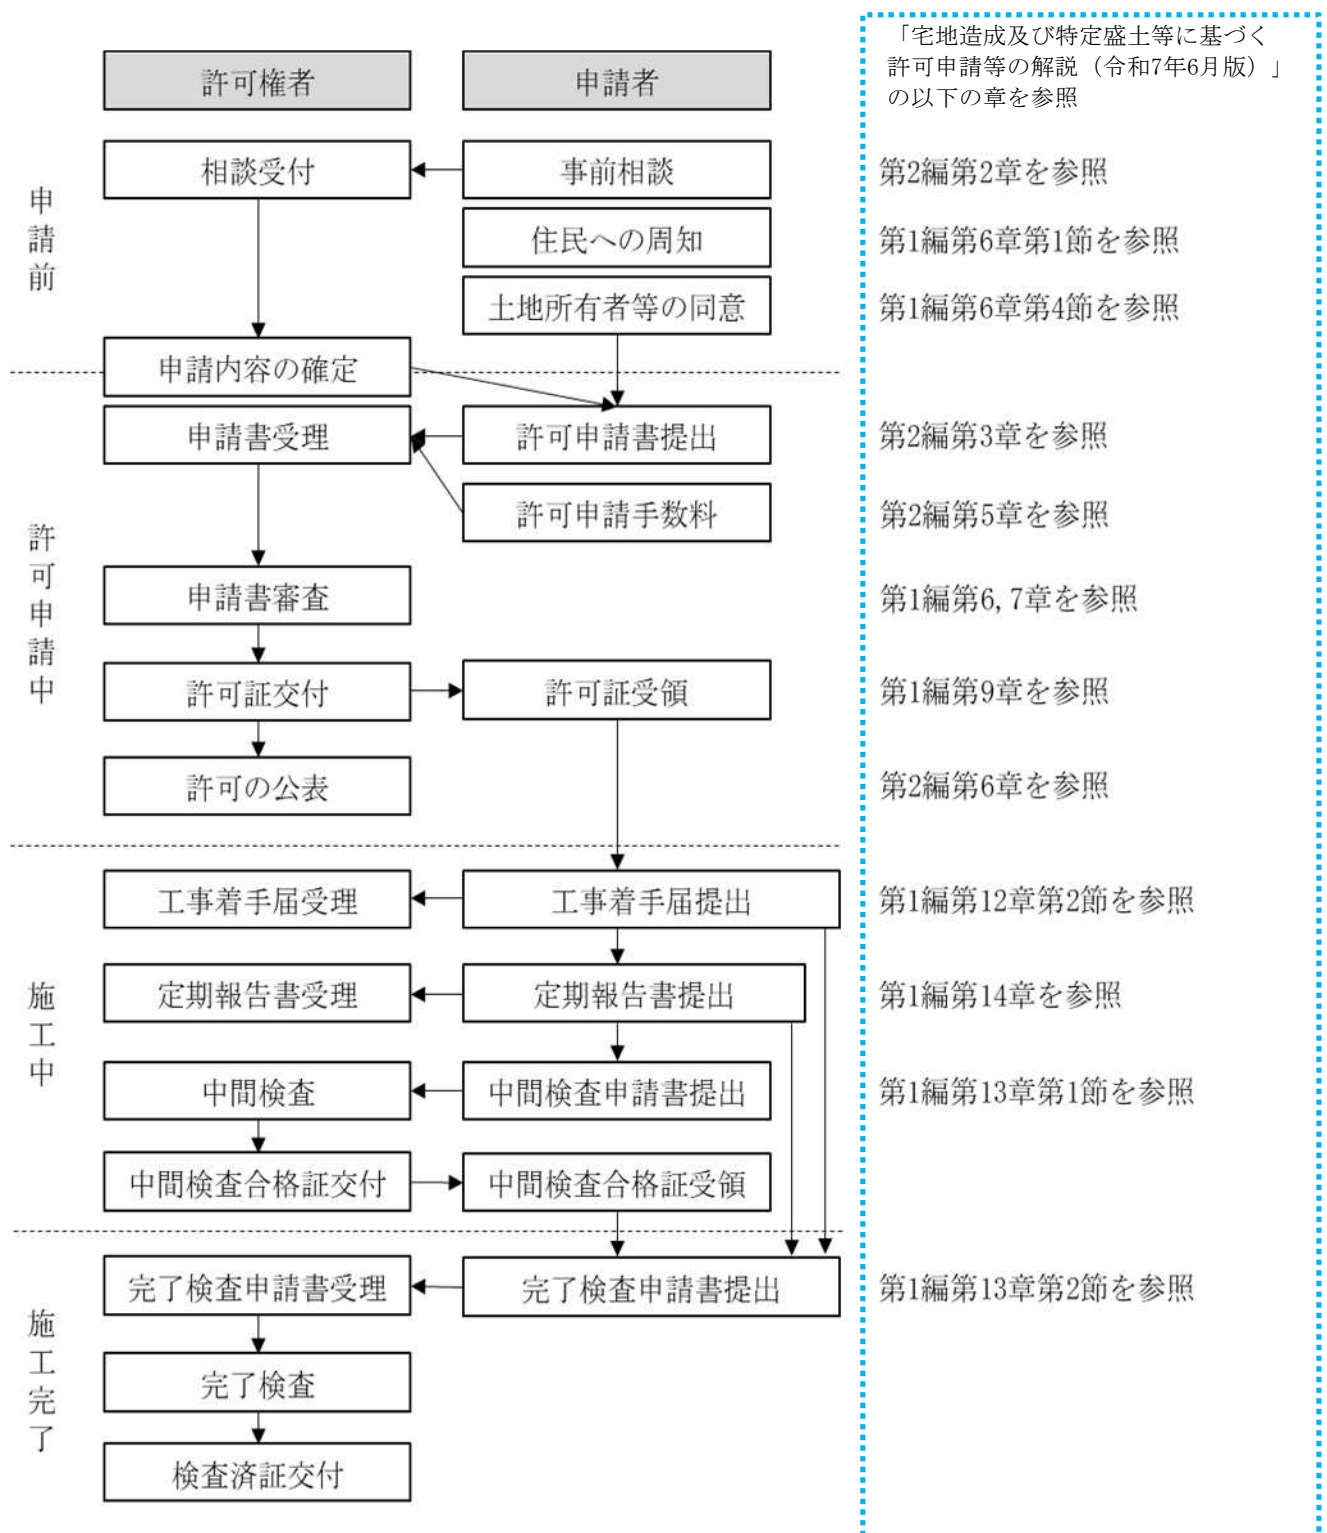 「宅地造成及び特定盛土等に基づく
許可申請等の解説（令和7年6月版）」
の以下の章を参照
許可権者
申請者
申請前
相談受付
事前相談
第2編第2章を参照
住民への周知
第1編第6章第1節を参照
土地所有者等の同意
第1編第6章第4節を参照
申請内容の確定
許可申請中
申請書受理
許可申請書提出
第2編第3章を参照
許可申請手数料
第2編第5章を参照
申請書審査
第1編第6,7章を参照
許可証交付
許可証受領
第1編第9章を参照
許可の公表
第2編第6章を参照
施工中
工事着手届受理
工事着手届提出
第1編第12章第2節を参照
定期報告書受理
定期報告書提出
第1編第14章を参照
中間検査
中間検査申請書提出
第1編第13章第1節を参照
中間検査合格証交付
中間検査合格証受領
施工完了
完了検査申請書受理
完了検査申請書提出
第1編第13章第2節を参照
完了検査
検査済証交付